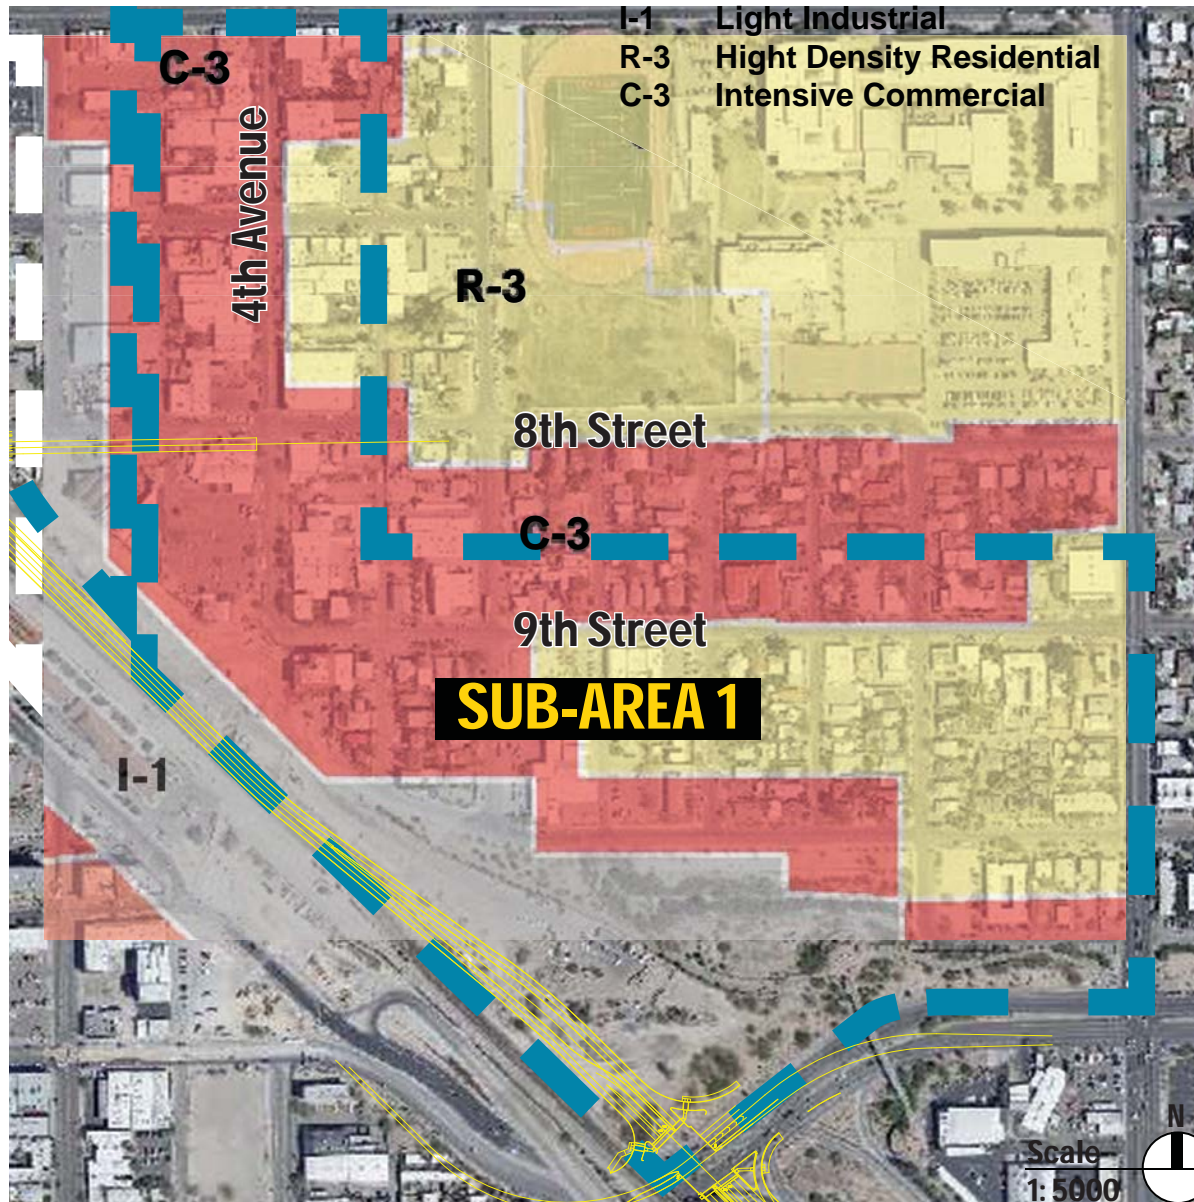 I-1 Light Industrial
R-3 Hight Density Residential
C-3 Intensive Commercial
C-3
4th Avenue
R-3
8th Street
C-3
9th Street
SUB-AREA 1
I-1
N
Scale
1: 5000